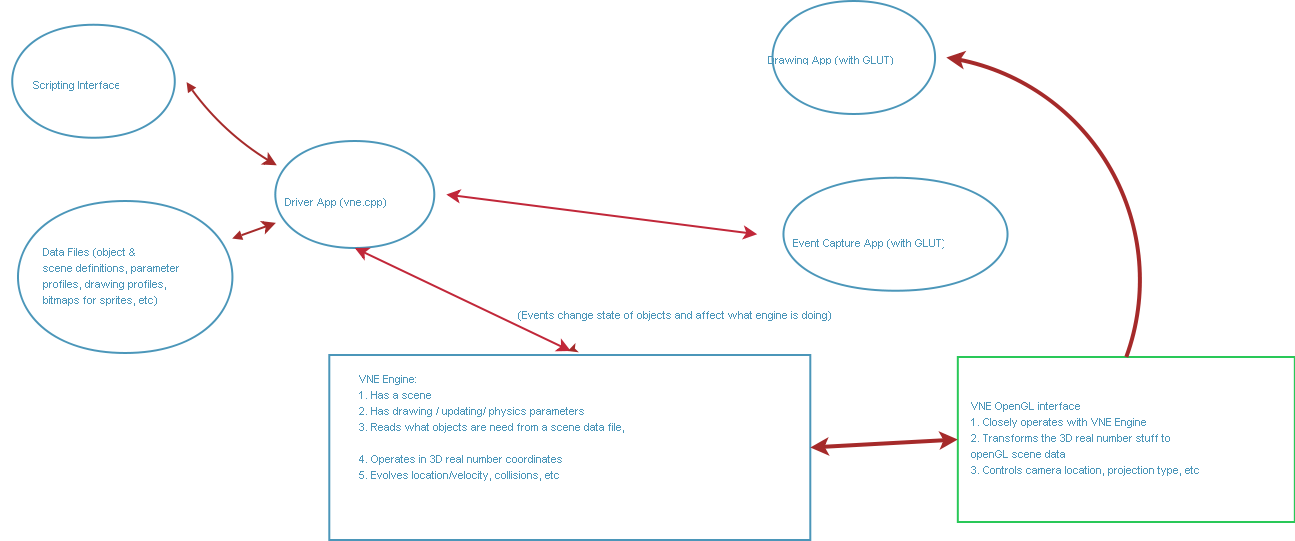 Drawing App (with GLUT)
Scripting Interface
Driver App (vne.cpp)
Event Capture App (with GLUT)
Data Files (object &
scene definitions, parameter
profiles, drawing profiles,
bitmaps for sprites, etc)
(Events change state of objects and affect what engine is doing)
VNE Engine:
1. Has a scene
2. Has drawing / updating/ physics parameters
3. Reads what objects are need from a scene data file,
4. Operates in 3D real number coordinates
5. Evolves location/velocity, collisions, etc
VNE OpenGL interface
1. Closely operates with VNE Engine
2. Transforms the 3D real number stuff to
openGL scene data
3. Controls camera location, projection type, etc